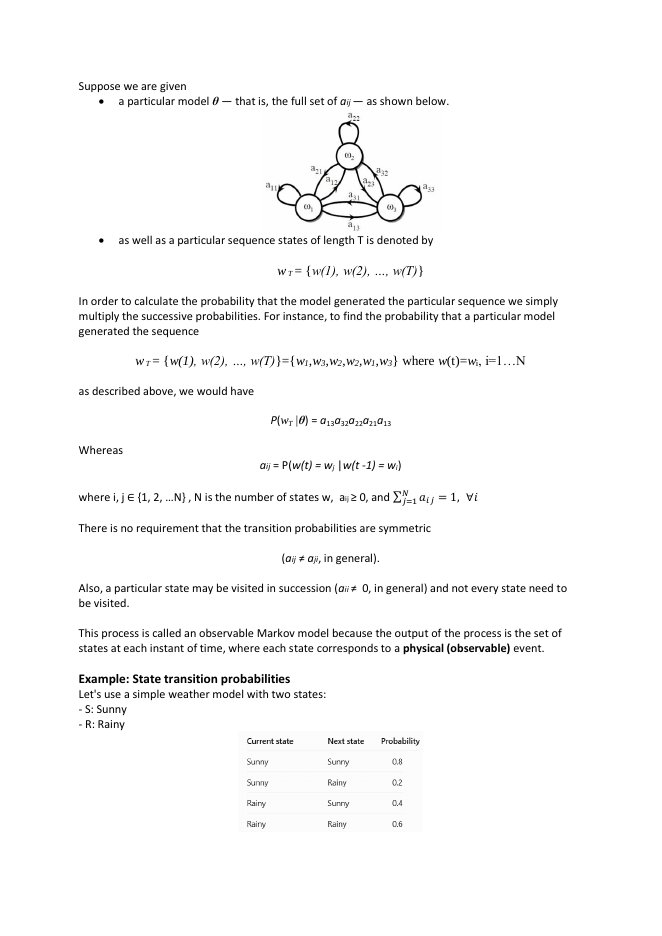 Suppose we are given
• a particular model θ — that is, the full set of aij — as shown below.
a22
ω2
a21
a32
a12
a23
a11
a33
a31
ω1
ω3
a13
• as well as a particular sequence states of length T is denoted by
w T = {w(1), w(2), ..., w(T)}
In order to calculate the probability that the model generated the particular sequence we simply
multiply the successive probabilities. For instance, to find the probability that a particular model
generated the sequence
w T = {w(1), w(2), ..., w(T)}={w1,w3,w2,w2,w1,w3} where w(t)=wi, i=1…N
as described above, we would have
P(wT |θ) = a13a32a22a21a13
Whereas
aij = P(w(t) = wj |w(t -1) = wi)
where i, j ∈ {1, 2, …N} , N is the number of states w, aij ≥ 0, and ∑_{j=1}^{N} a_{ij} = 1, ∀i
There is no requirement that the transition probabilities are symmetric
(aij ≠ aji, in general).
Also, a particular state may be visited in succession (aii ≠ 0, in general) and not every state need to
be visited.
This process is called an observable Markov model because the output of the process is the set of
states at each instant of time, where each state corresponds to a physical (observable) event.
Example: State transition probabilities
Let's use a simple weather model with two states:
- S: Sunny
- R: Rainy
Current state Next state Probability
Sunny Sunny 0.8
Sunny Rainy 0.2
Rainy Sunny 0.4
Rainy Rainy 0.6